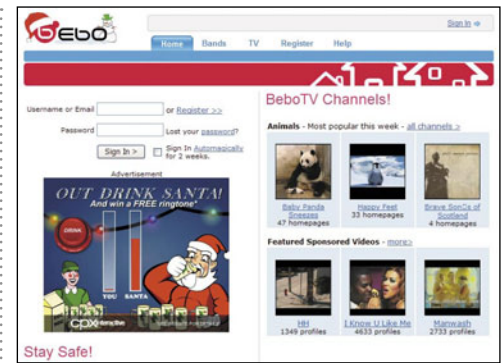 Bebo
Sign In
Home Bands TV Register Help
Username or Email
or Register >>
Password
Lost your password?
Sign In >
Sign In Automagically
for 2 weeks.
Advertisement
OUT DRINK SANTA!
And win a FREE ringtone*
DRINK
YOU SANTA
cpxinteractive
Stay Safe!
BeboTV Channels!
Animals - Most popular this week - all channels >
Baby Panda
Sneezes
47 homepages
Happy Feet
33 homepages
Brave SonCs of
Scotland
4 homepages
Featured Sponsored Videos - more>
HH
1349 profiles
I Know U Like Me
4633 profiles
Manwash
2733 profiles